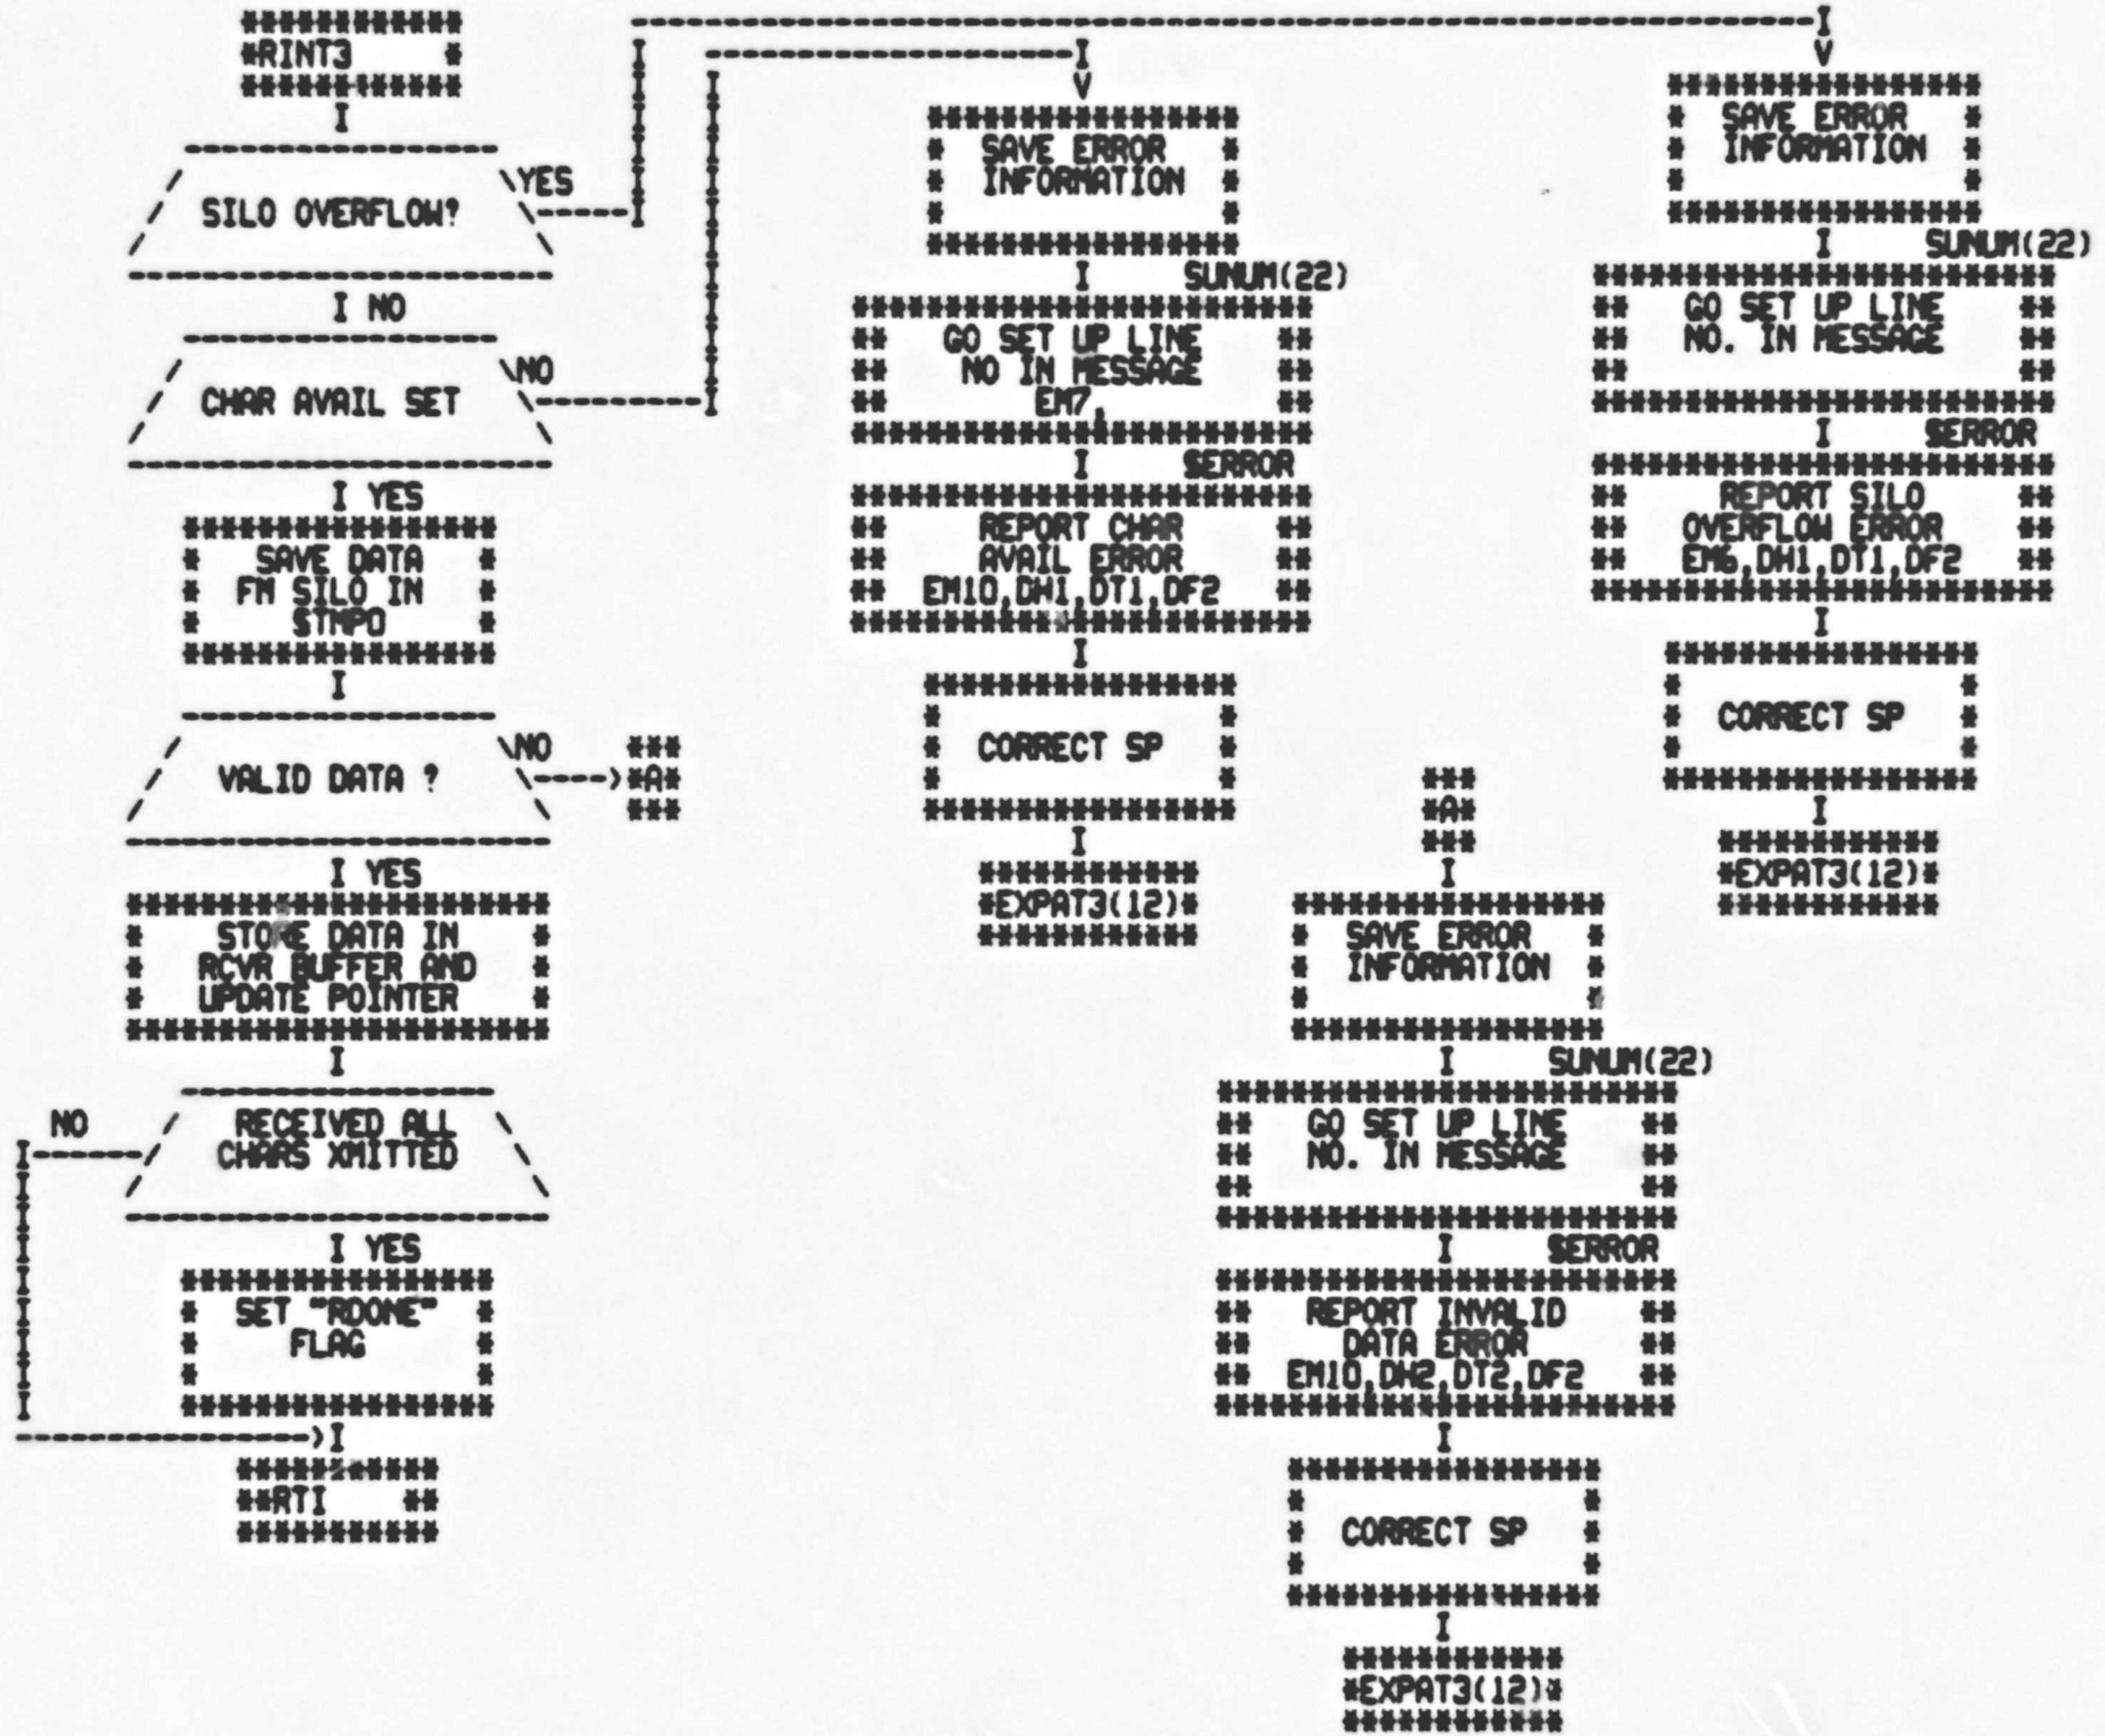 RINT3
SILO OVERFLOW?
YES
NO
CHAR AVAIL SET
NO
YES
SAVE DATA
FM SILO IN
$TMP0
VALID DATA ?
NO
A
YES
STORE DATA IN
RCVR BUFFER AND
UPDATE POINTER
RECEIVED ALL
CHARS XMITTED
NO
YES
SET "RDONE"
FLAG
RTI
SAVE ERROR
INFORMATION
SUNUM(22)
GO SET UP LINE
NO IN MESSAGE
EM7,
$ERROR
REPORT CHAR
AVAIL ERROR
EM10,DH1,DT1,DF2
CORRECT SP
EXPAT3(12)
A
SAVE ERROR
INFORMATION
SUNUM(22)
GO SET UP LINE
NO. IN MESSAGE
$ERROR
REPORT INVALID
DATA ERROR
EM10,DH2,DT2,DF2
CORRECT SP
EXPAT3(12)
SAVE ERROR
INFORMATION
SUNUM(22)
GO SET UP LINE
NO. IN MESSAGE
$ERROR
REPORT SILO
OVERFLOW ERROR
EM6,DH1,DT1,DF2
CORRECT SP
EXPAT3(12)